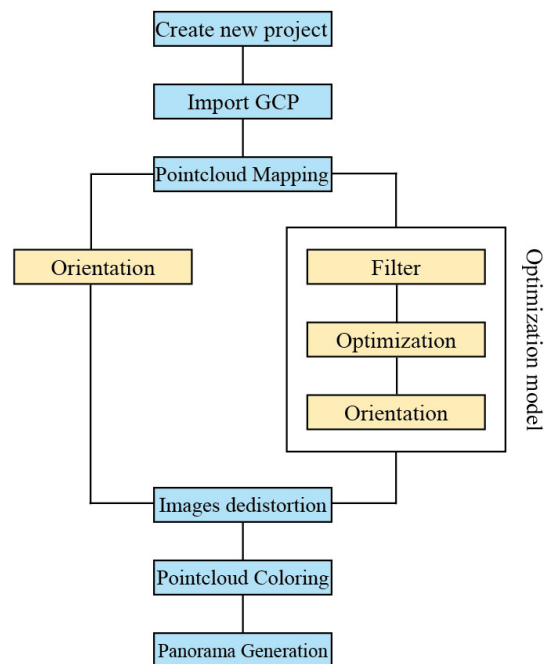 Create new project
Import GCP
Pointcloud Mapping
Orientation
Filter
Optimization
Orientation
Optimization model
Images dedistortion
Pointcloud Coloring
Panorama Generation